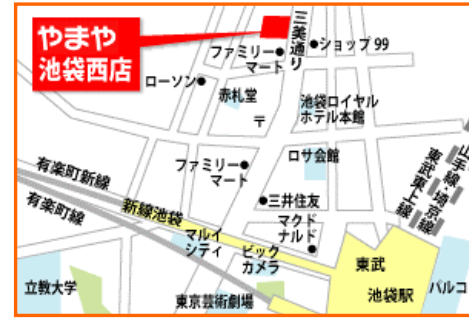 やまや
池袋西店
三美通り
ファミリー
マート
ショップ 99
ローソン
赤札堂
〒
池袋ロイヤル
ホテル本館
ロサ会館
ファミリー
マート
有楽町新線
有楽町線
新線池袋
三井住友
マクド
ナルド
マルイ
シティ
ビック
カメラ
山手線・埼京線
東武東上線
東武
池袋駅
パルコ
立教大学
東京芸術劇場